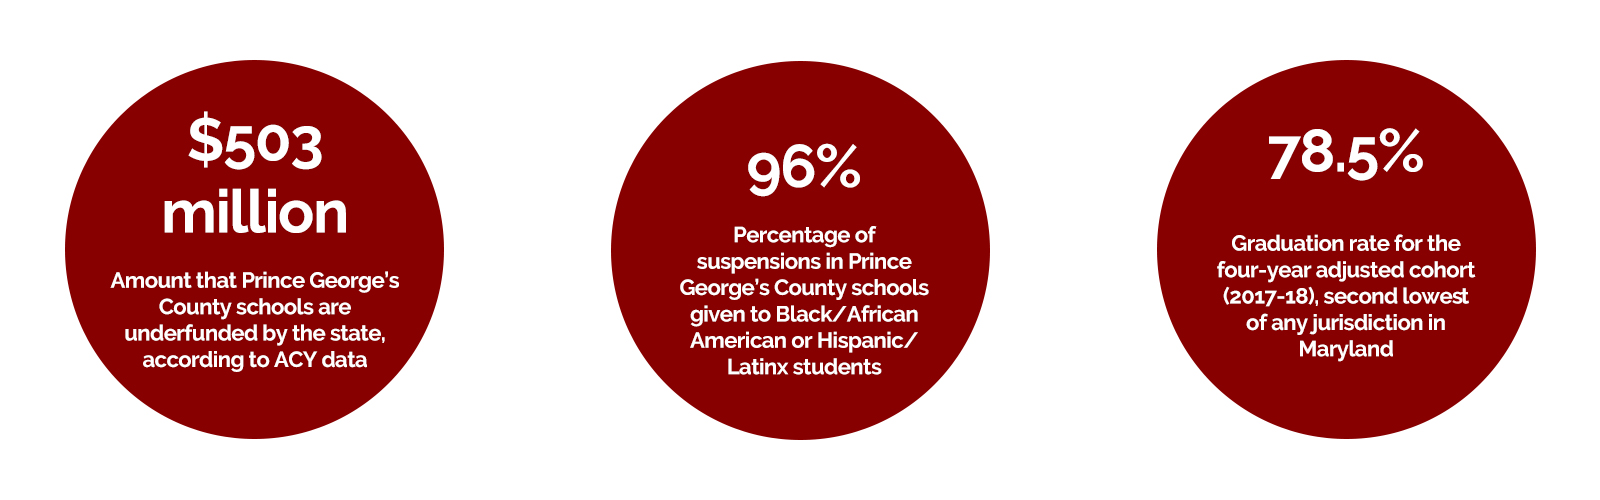 $503
million
Amount that Prince George's
County schools are
underfunded by the state,
according to ACY data
96%
Percentage of
suspensions in Prince
George's County schools
given to Black/African
American or Hispanic/
Latinx students
78.5%
Graduation rate for the
four-year adjusted cohort
(2017-18), second lowest
of any jurisdiction in
Maryland